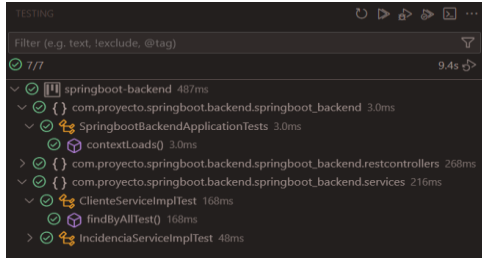 TESTING
Filter (e.g. text, !exclude, @tag)
7/7 9.4s
springboot-backend 487ms
com.proyecto.springboot.backend.springboot_backend 3.0ms
SpringbootBackendApplicationTests 3.0ms
contextLoads() 3.0ms
com.proyecto.springboot.backend.springboot_backend.restcontrollers 268ms
com.proyecto.springboot.backend.springboot_backend.services 216ms
ClienteServiceImplTest 168ms
findByAllTest() 168ms
IncidenciaServiceImplTest 48ms